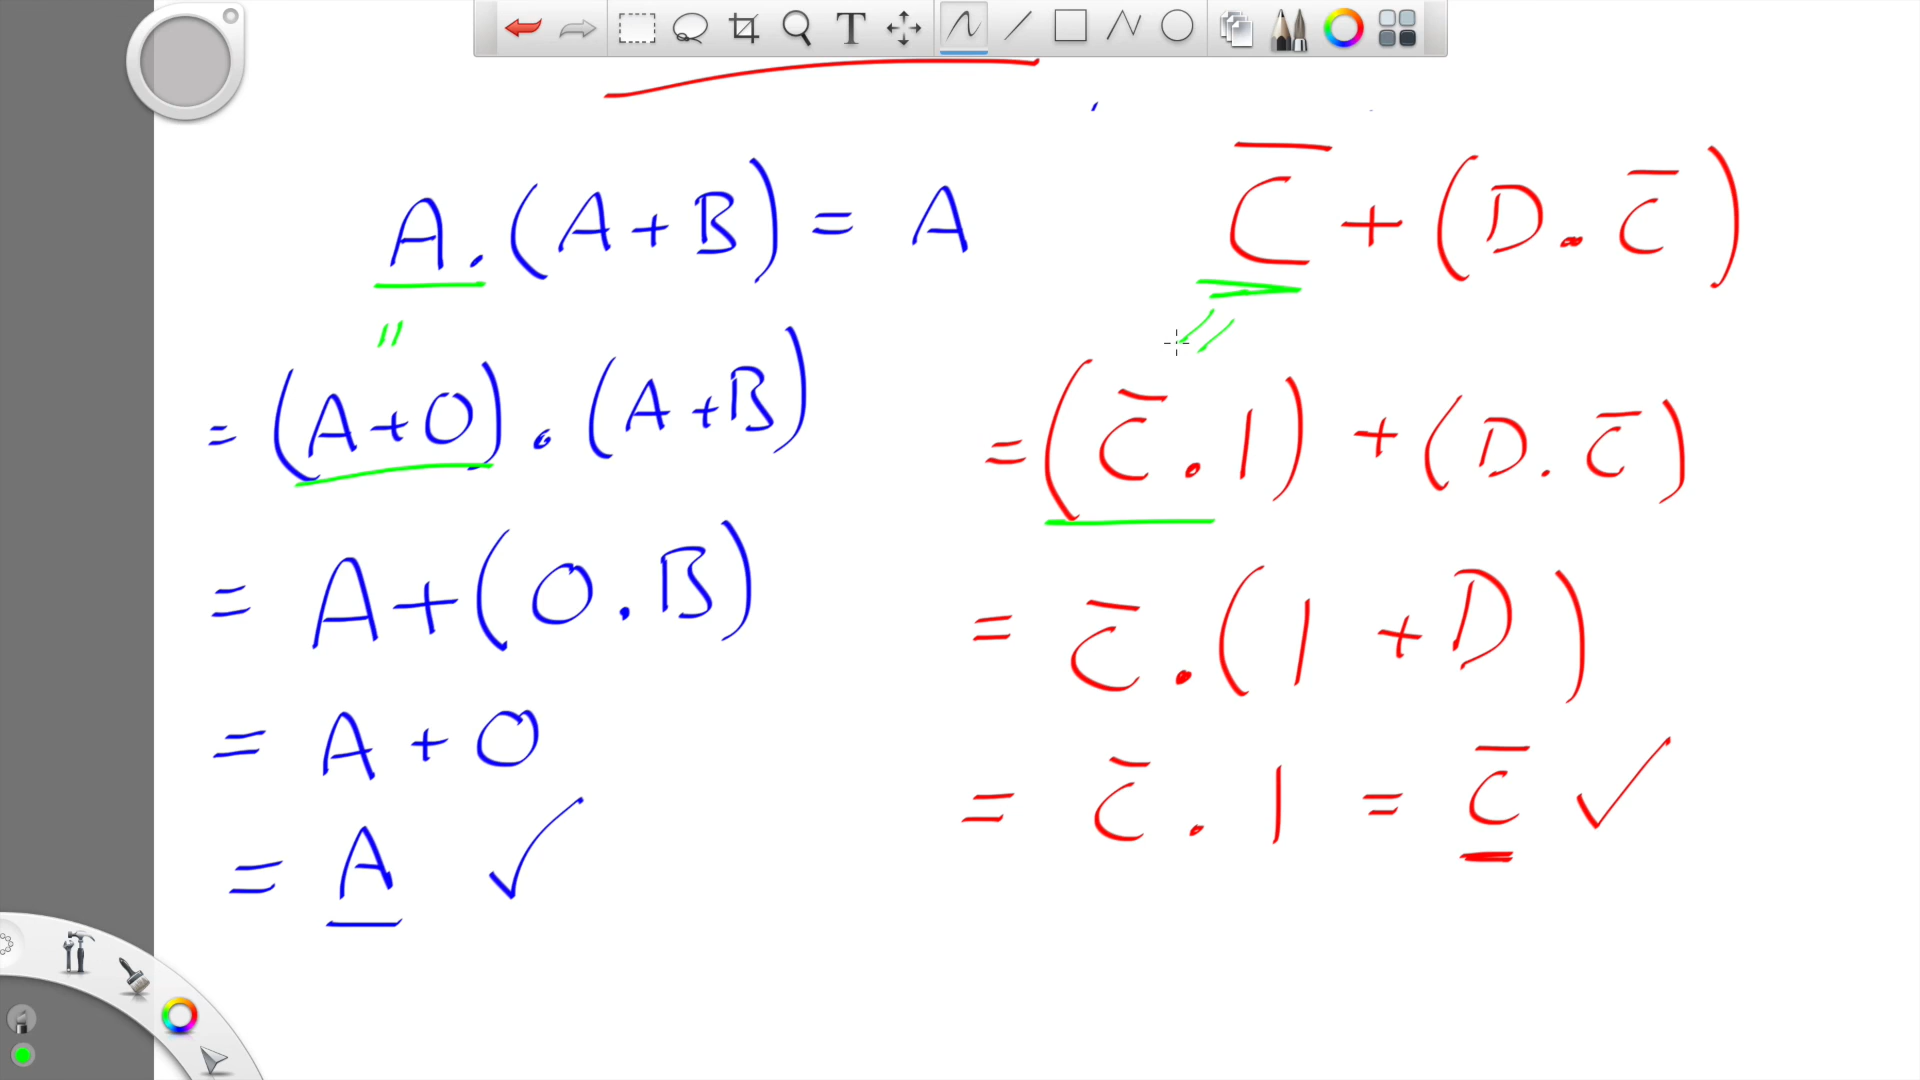 A.(A+B) = A
= (A+0).(A+B)
= A+(0.B)
= A+0
= A ✓
C̅ + (D.C̅)
= (C̅.1) + (D.C̅)
= C̅.(1+D)
= C̅.1 = C̅ ✓